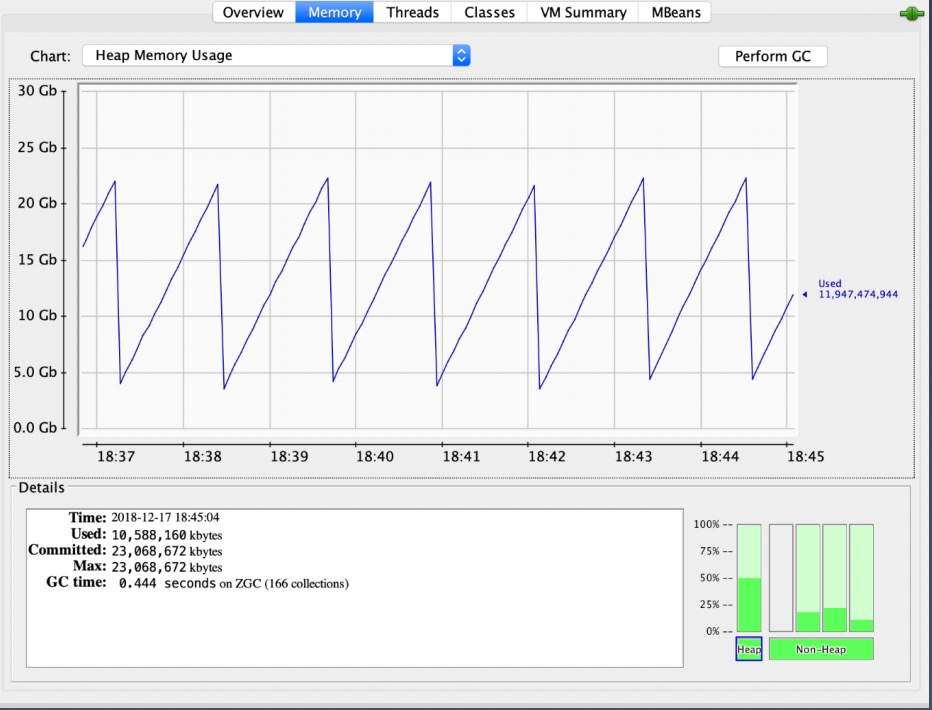 Overview Memory Threads Classes VM Summary MBeans
Chart: Heap Memory Usage Perform GC
30 Gb
25 Gb
20 Gb
15 Gb
10 Gb
5.0 Gb
0.0 Gb
Used
11,947,474,944
18:37 18:38 18:39 18:40 18:41 18:42 18:43 18:44 18:45
Details
Time: 2018-12-17 18:45:04
Used: 10,588,160 kbytes
Committed: 23,068,672 kbytes
Max: 23,068,672 kbytes
GC time: 0.444 seconds on ZGC (166 collections)
100% --
75% --
50% --
25% --
0% --
Heap Non-Heap